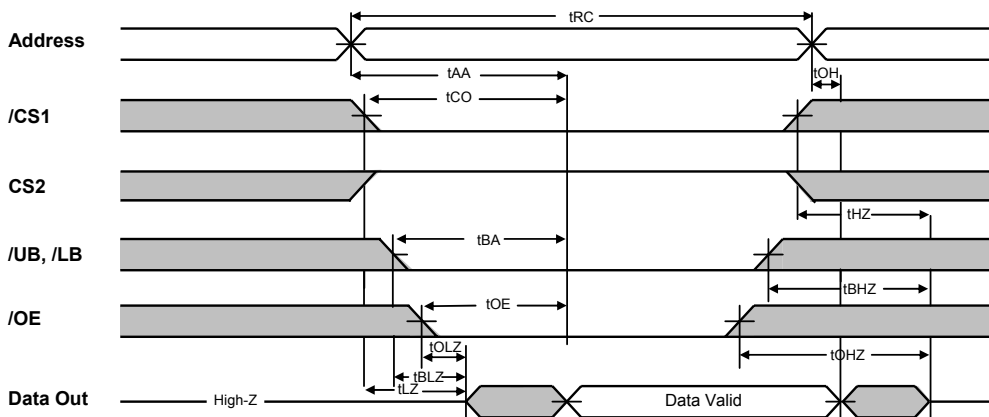 tRC
Address
tAA
tOH
tCO
/CS1
CS2
tHZ
tBA
/UB, /LB
tBHZ
tOE
/OE
tOLZ
tOHZ
tBLZ
tLZ
Data Out
High-Z
Data Valid